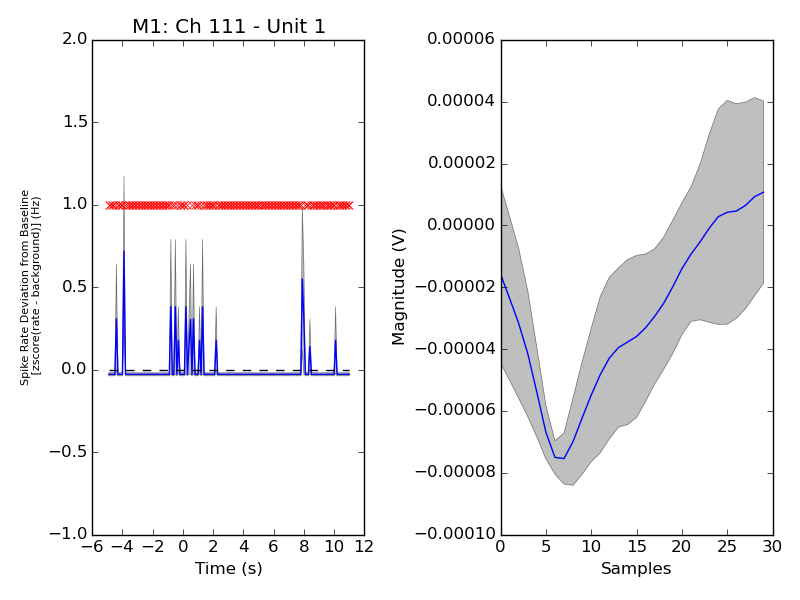 M1: Ch 111 - Unit 1
2.0
1.5
1.0
0.5
0.0
−0.5
−1.0
−6 −4 −2 0 2 4 6 8 10 12
Time (s)
Spike Rate Deviation from Baseline
[zscore(rate - background)] (Hz)
0.00006
0.00004
0.00002
0.00000
−0.00002
−0.00004
−0.00006
−0.00008
−0.00010
0 5 10 15 20 25 30
Samples
Magnitude (V)